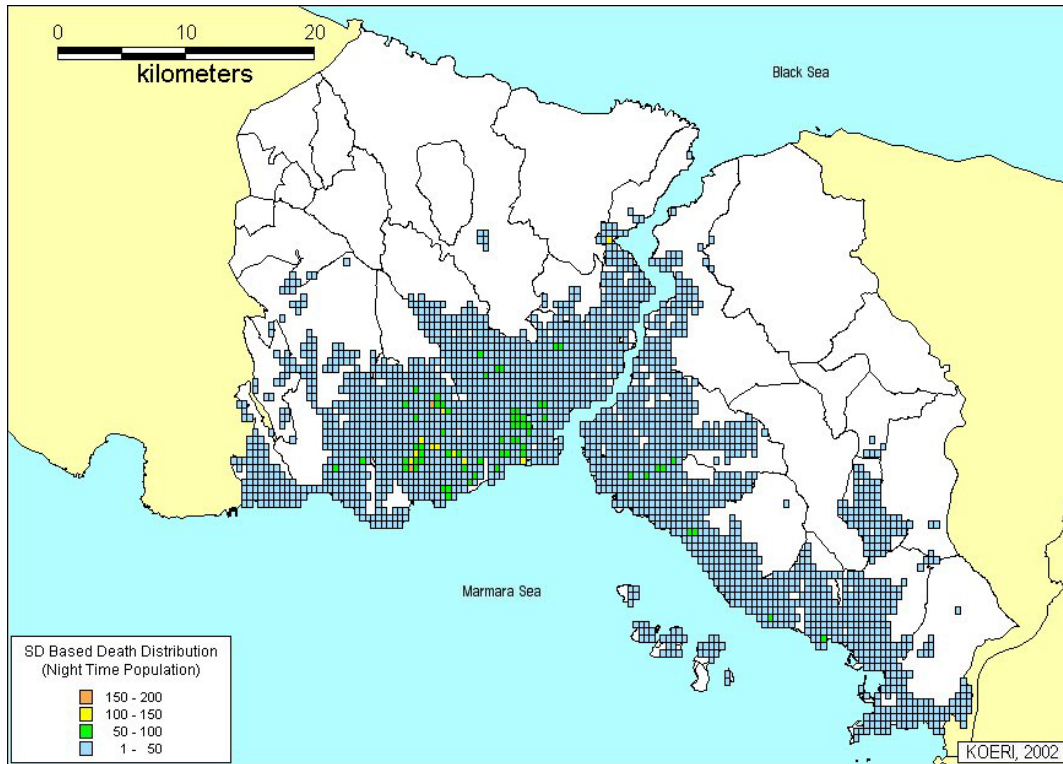 0 10 20
kilometers
Black Sea
Marmara Sea
SD Based Death Distribution
(Night Time Population)
150 - 200
100 - 150
50 - 100
1 - 50
KOERI, 2002